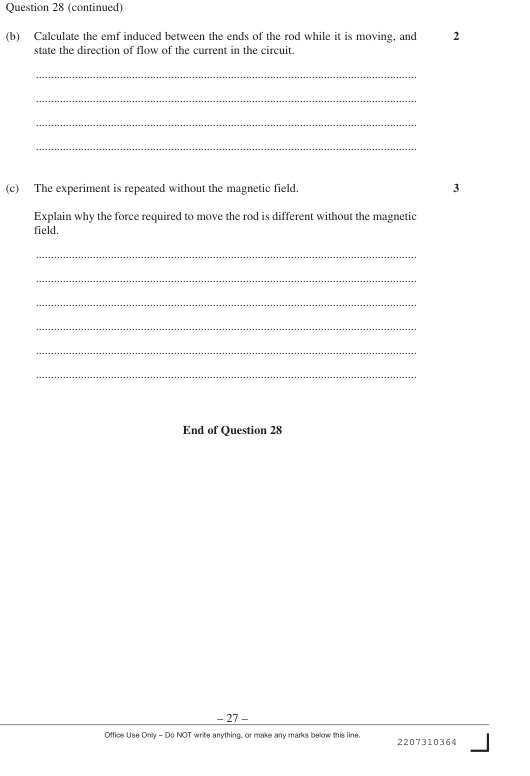 Question 28 (continued)
(b) Calculate the emf induced between the ends of the rod while it is moving, and 2
state the direction of flow of the current in the circuit.
................................................................................................................................
................................................................................................................................
................................................................................................................................
................................................................................................................................
(c) The experiment is repeated without the magnetic field. 3
Explain why the force required to move the rod is different without the magnetic
field.
................................................................................................................................
................................................................................................................................
................................................................................................................................
................................................................................................................................
................................................................................................................................
................................................................................................................................
End of Question 28
– 27 –
Office Use Only – Do NOT write anything, or make any marks below this line.
2207310364